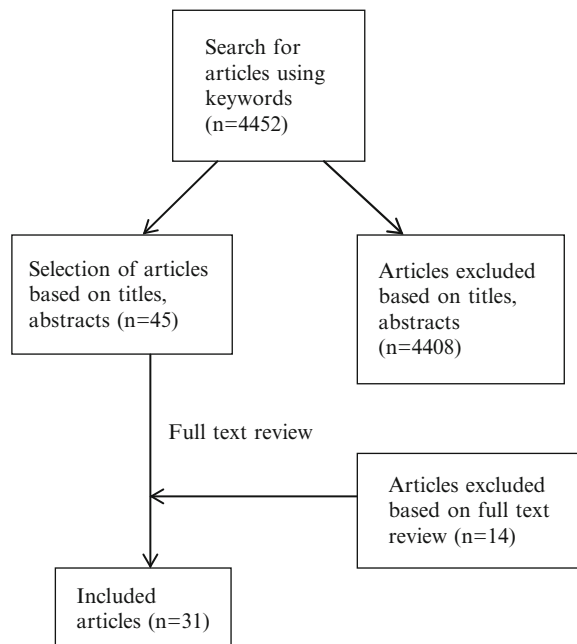 Search for
articles using
keywords
(n=4452)
Selection of articles
based on titles,
abstracts (n=45)
Articles excluded
based on titles,
abstracts
(n=4408)
Full text review
Articles excluded
based on full text
review (n=14)
Included
articles (n=31)